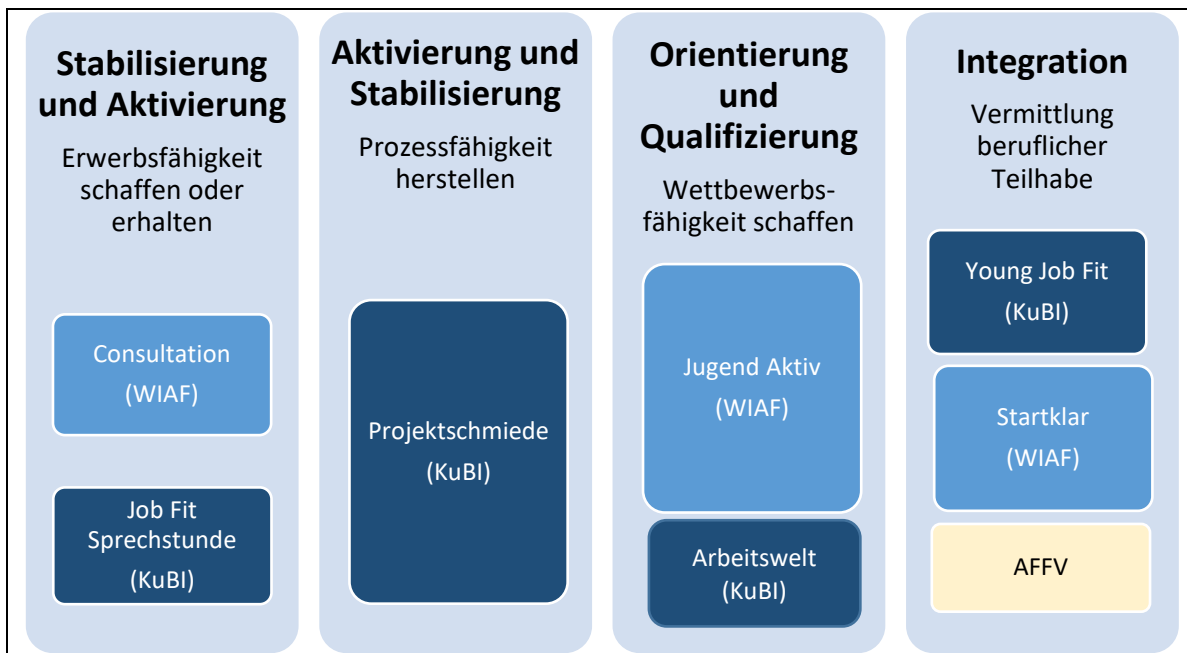 Stabilisierung
und Aktivierung
Erwerbsfähigkeit
schaffen oder
erhalten
Consultation
(WIAF)
Job Fit
Sprechstunde
(KuBI)
Aktivierung und
Stabilisierung
Prozessfähigkeit
herstellen
Projektschmiede
(KuBI)
Orientierung
und
Qualifizierung
Wettbewerbs-
fähigkeit schaffen
Jugend Aktiv
(WIAF)
Arbeitswelt
(KuBI)
Integration
Vermittlung
beruflicher
Teilhabe
Young Job Fit
(KuBI)
Startklar
(WIAF)
AFFV